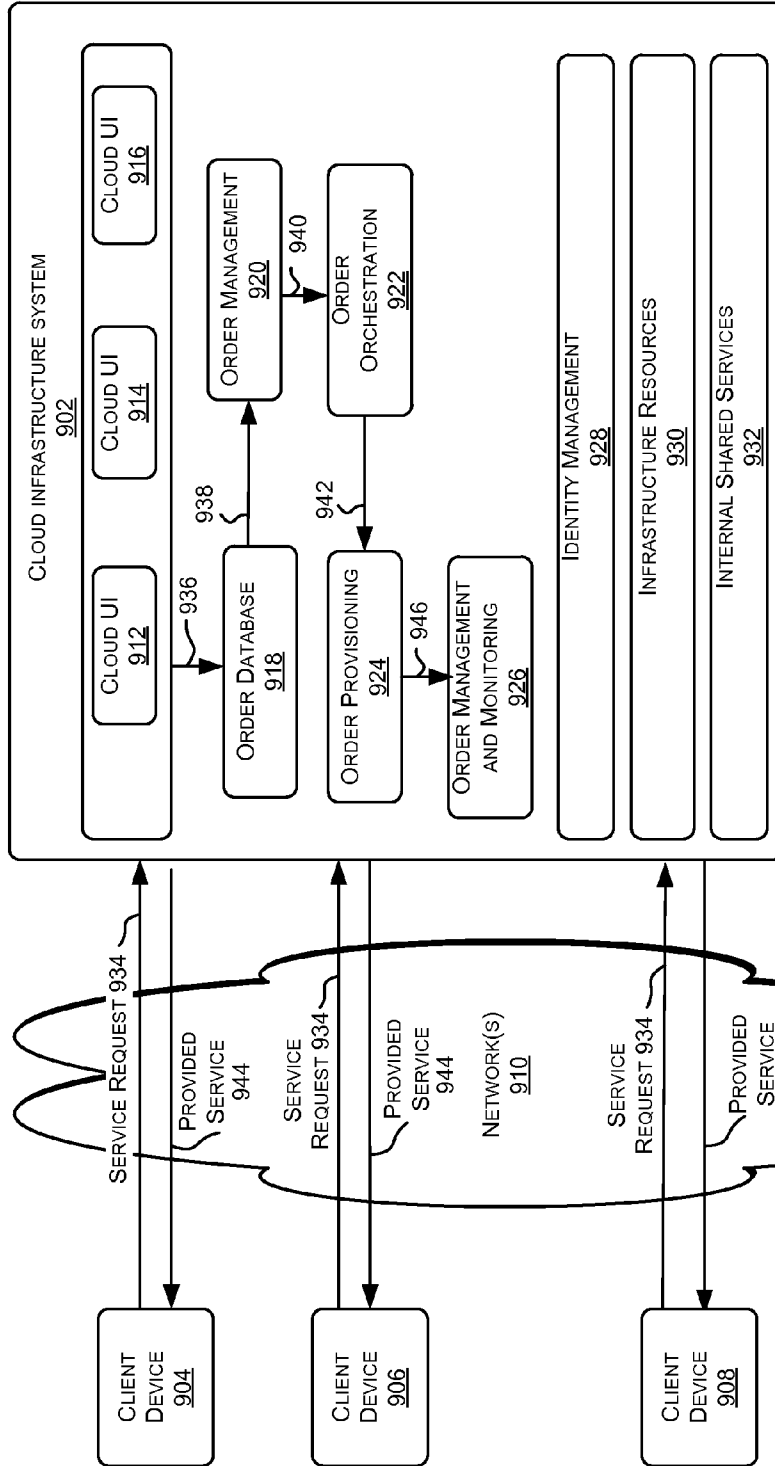 CLOUD INFRASTRUCTURE SYSTEM
902
CLOUD UI
912
CLOUD UI
914
CLOUD UI
916
936
ORDER DATABASE
918
938
ORDER MANAGEMENT
920
940
ORDER
ORCHESTRATION
922
942
ORDER PROVISIONING
924
946
ORDER MANAGEMENT
AND MONITORING
926
IDENTITY MANAGEMENT
928
INFRASTRUCTURE RESOURCES
930
INTERNAL SHARED SERVICES
932
SERVICE REQUEST 934
PROVIDED
SERVICE
944
SERVICE
REQUEST 934
PROVIDED
SERVICE
944
NETWORK(S)
910
SERVICE
REQUEST 934
PROVIDED
SERVICE
CLIENT
DEVICE
904
CLIENT
DEVICE
906
CLIENT
DEVICE
908